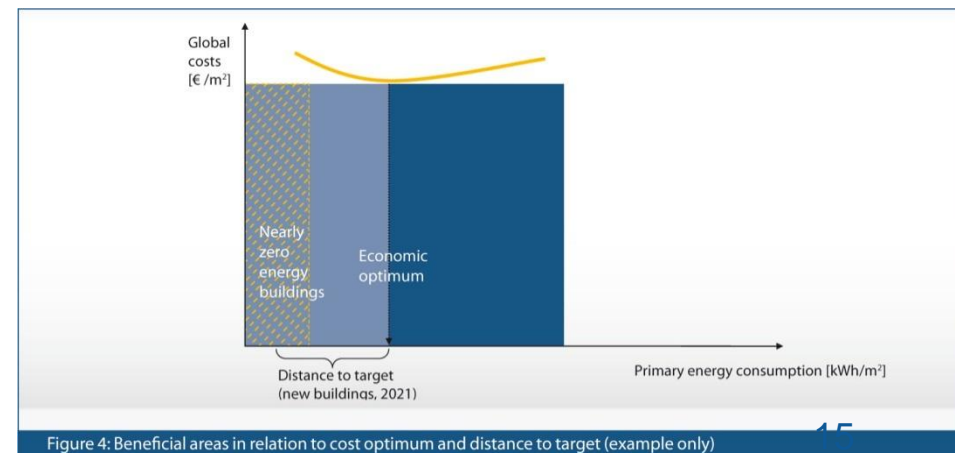 Global
costs
[€ /m²]
Nearly
zero
energy
buildings
Economic
optimum
Distance to target
(new buildings, 2021)
Primary energy consumption [kWh/m²]
Figure 4: Beneficial areas in relation to cost optimum and distance to target (example only)
15